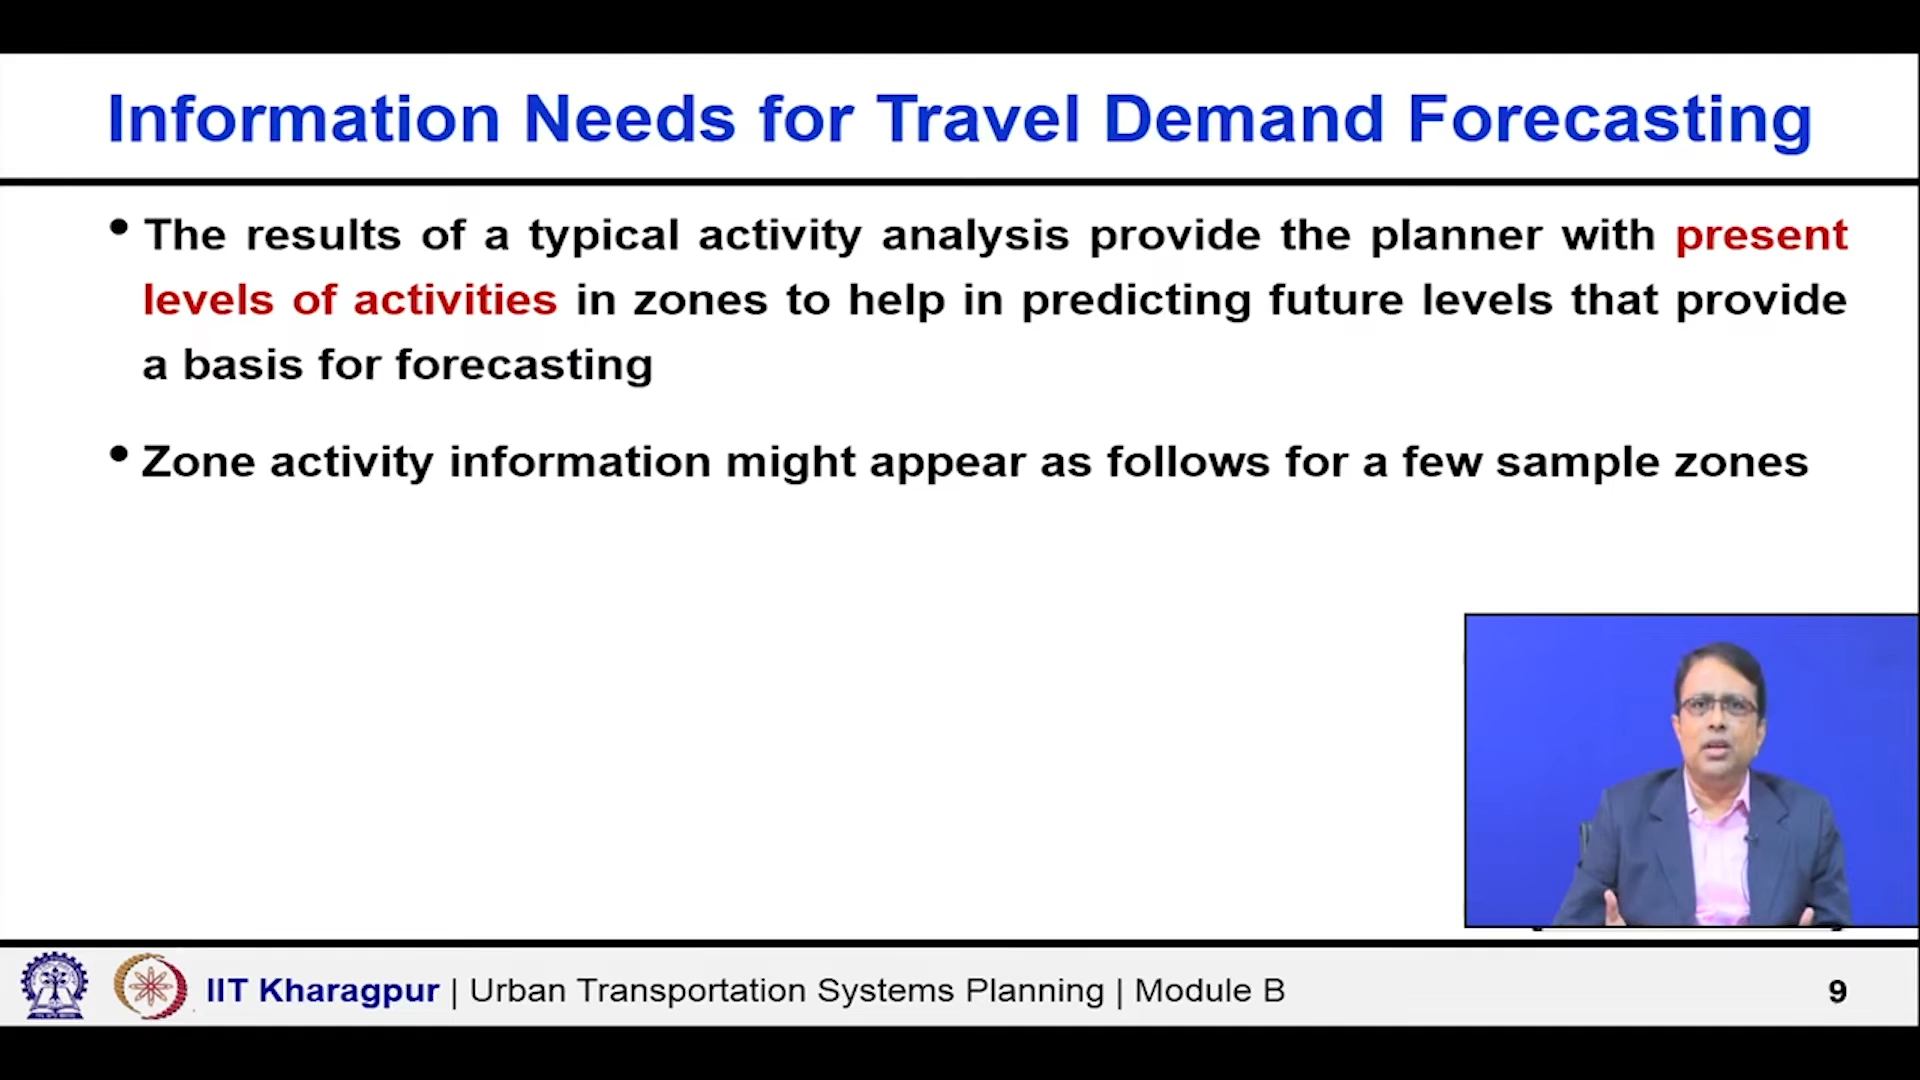 Information Needs for Travel Demand Forecasting
• The results of a typical activity analysis provide the planner with present
levels of activities in zones to help in predicting future levels that provide
a basis for forecasting
• Zone activity information might appear as follows for a few sample zones
IIT Kharagpur | Urban Transportation Systems Planning | Module B
9